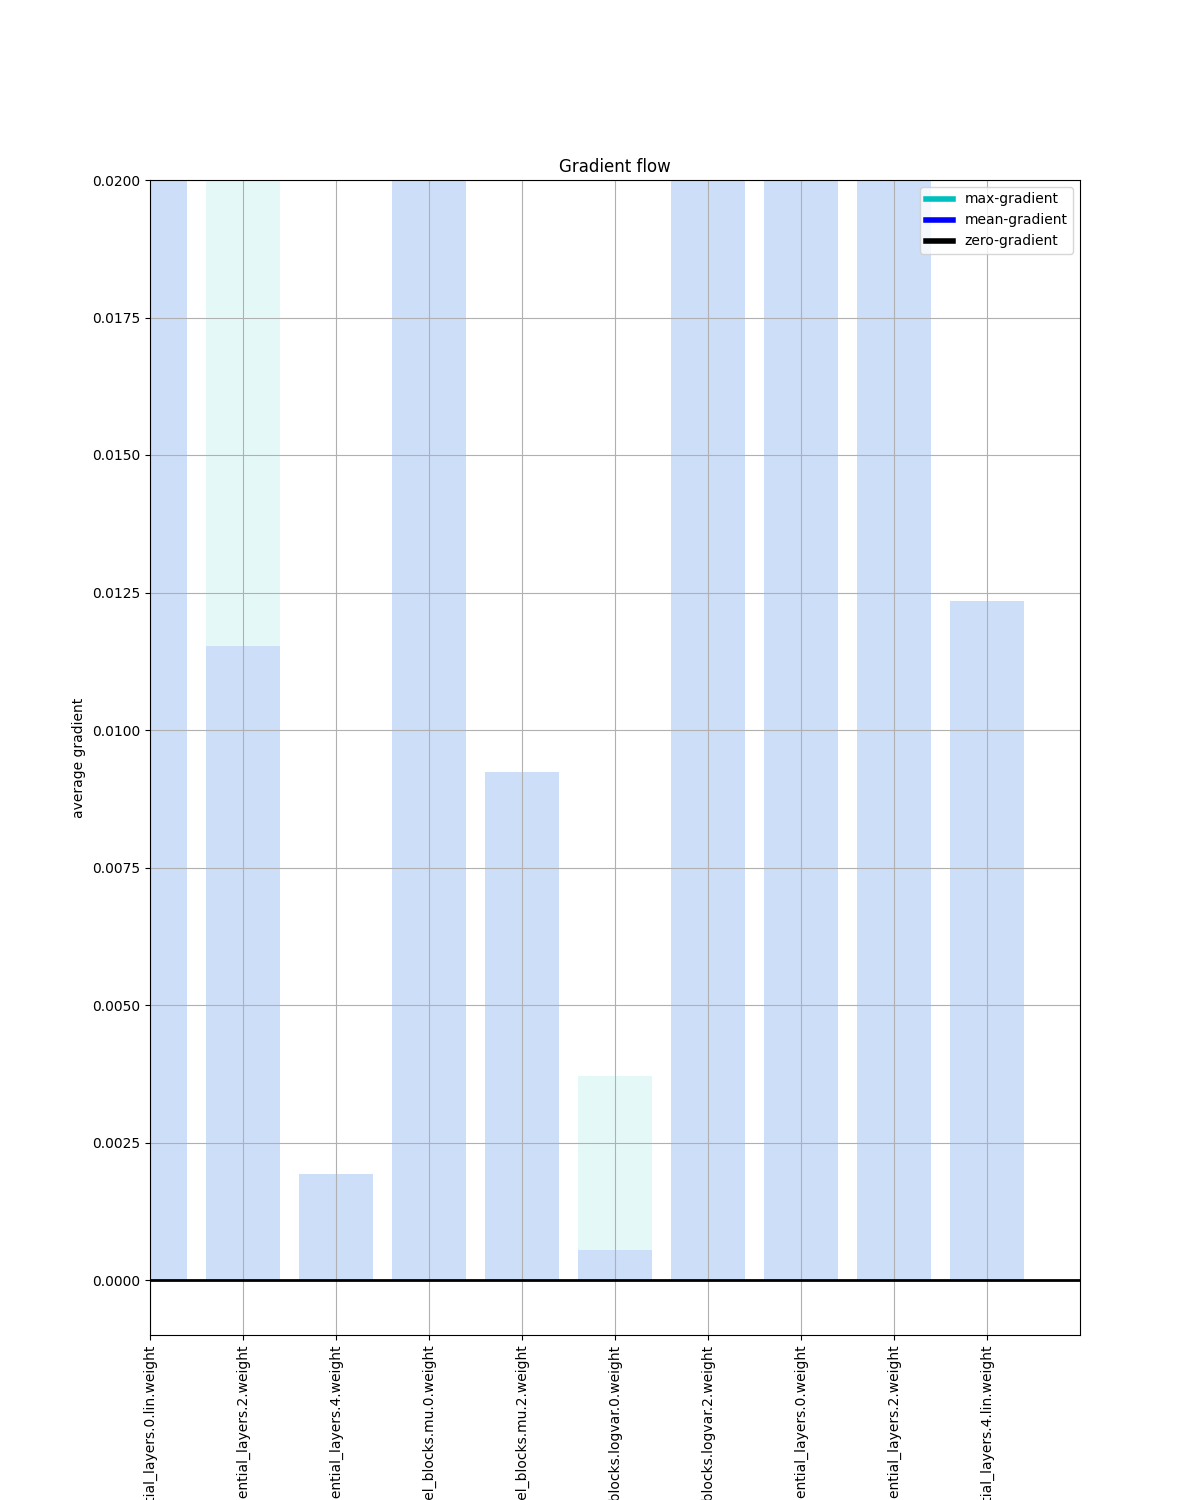 Gradient flow
max-gradient
mean-gradient
zero-gradient
0.0200
0.0175
0.0150
0.0125
0.0100
0.0075
0.0050
0.0025
0.0000
average gradient
tial_layers.0.lin.weight
ential_layers.2.weight
ential_layers.4.weight
el_blocks.mu.0.weight
el_blocks.mu.2.weight
blocks.logvar.0.weight
blocks.logvar.2.weight
ential_layers.0.weight
ential_layers.2.weight
tial_layers.4.lin.weight